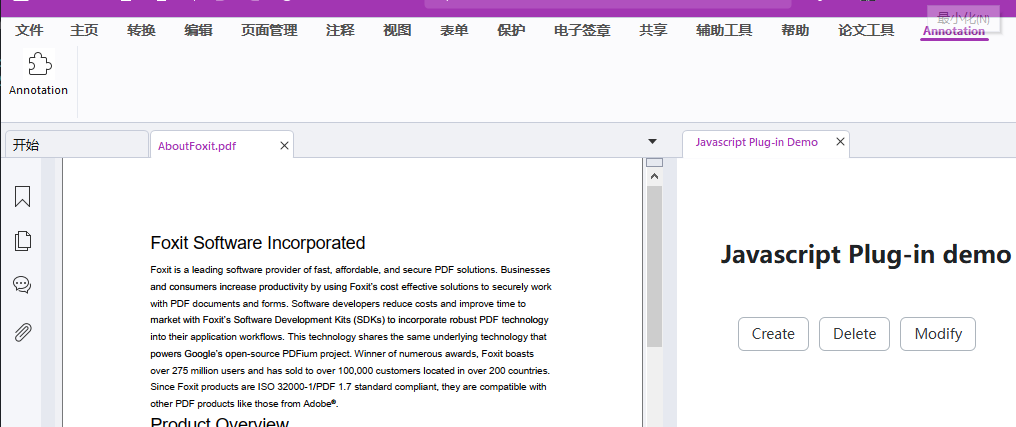 最小化(N)
文件 主页 转换 编辑 页面管理 注释 视图 表单 保护 电子签章 共享 辅助工具 帮助 论文工具 Annotation
Annotation
开始 AboutFoxit.pdf Javascript Plug-in Demo
Foxit Software Incorporated
Foxit is a leading software provider of fast, affordable, and secure PDF solutions. Businesses
and consumers increase productivity by using Foxit's cost effective solutions to securely work
with PDF documents and forms. Software developers reduce costs and improve time to
market with Foxit's Software Development Kits (SDKs) to incorporate robust PDF technology
into their application workflows. This technology shares the same underlying technology that
powers Google's open-source PDFium project. Winner of numerous awards, Foxit boasts
over 275 million users and has sold to over 100,000 customers located in over 200 countries.
Since Foxit products are ISO 32000-1/PDF 1.7 standard compliant, they are compatible with
other PDF products like those from Adobe®.
Product Overview
Javascript Plug-in demo
Create Delete Modify